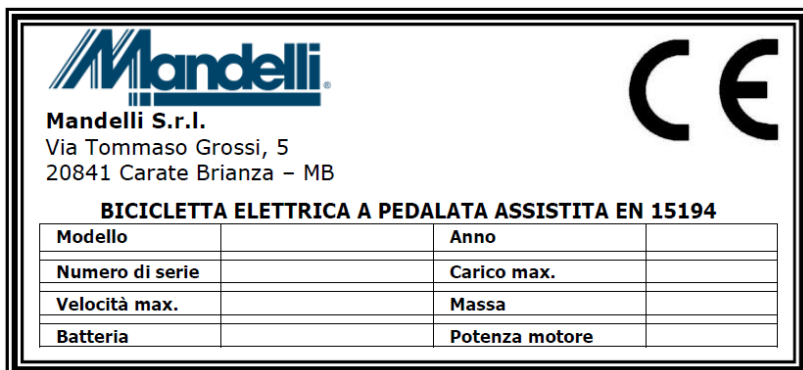 Mandelli®
CE
Mandelli S.r.l.
Via Tommaso Grossi, 5
20841 Carate Brianza – MB
BICICLETTA ELETTRICA A PEDALATA ASSISTITA EN 15194
Modello Anno
Numero di serie Carico max.
Velocità max. Massa
Batteria Potenza motore